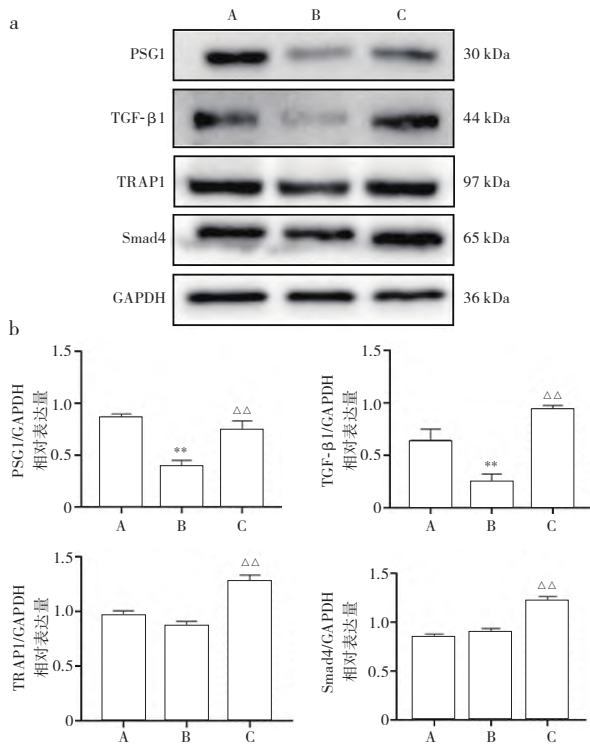 a
A B C
PSG1 30 kDa
TGF-β1 44 kDa
TRAP1 97 kDa
Smad4 65 kDa
GAPDH 36 kDa
b
PSG1/GAPDH
相对表达量
1.5
1.0
0.5
0
**
△△
A B C
TGF-β1/GAPDH
相对表达量
1.5
1.0
0.5
0
**
△△
A B C
TRAP1/GAPDH
相对表达量
1.5
1.0
0.5
0
△△
A B C
Smad4/GAPDH
相对表达量
1.5
1.0
0.5
0
△△
A B C